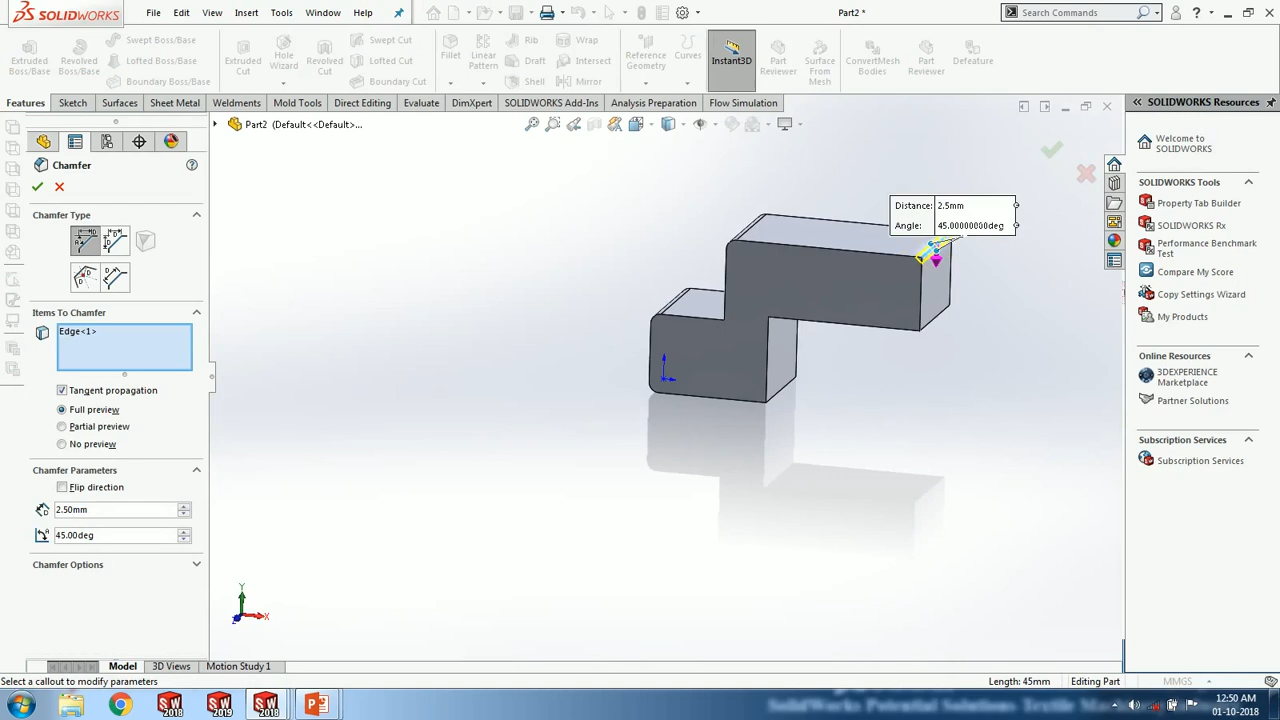 SOLIDWORKS
File Edit View Insert Tools Window Help
Part2 *
Search Commands
Extruded Boss/Base
Revolved Boss/Base
Swept Boss/Base
Lofted Boss/Base
Boundary Boss/Base
Extruded Cut
Hole Wizard
Revolved Cut
Swept Cut
Lofted Cut
Boundary Cut
Fillet
Linear Pattern
Rib
Draft
Shell
Wrap
Intersect
Mirror
Reference Geometry
Curves
Instant3D
Part Reviewer
Surface From Mesh
ConvertMesh Bodies
Part Reviewer
Defeature
Features Sketch Surfaces Sheet Metal Weldments Mold Tools Direct Editing Evaluate DimXpert SOLIDWORKS Add-Ins Analysis Preparation Flow Simulation
Part2 (Default<<Default>...
Chamfer
Chamfer Type
Items To Chamfer
Edge<1>
Tangent propagation
Full preview
Partial preview
No preview
Chamfer Parameters
Flip direction
2.50mm
45.00deg
Chamfer Options
Distance: 2.5mm
Angle: 45.00000000deg
Y
X
Z
SOLIDWORKS Resources
Welcome to SOLIDWORKS
SOLIDWORKS Tools
Property Tab Builder
SOLIDWORKS Rx
Performance Benchmark Test
Compare My Score
Copy Settings Wizard
My Products
Online Resources
3DEXPERIENCE Marketplace
Partner Solutions
Subscription Services
Subscription Services
Model 3D Views Motion Study 1
Select a callout to modify parameters
Length: 45mm
Editing Part
MMGS
SW 2018
SW 2019
SW 2018
12:50 AM
01-10-2018